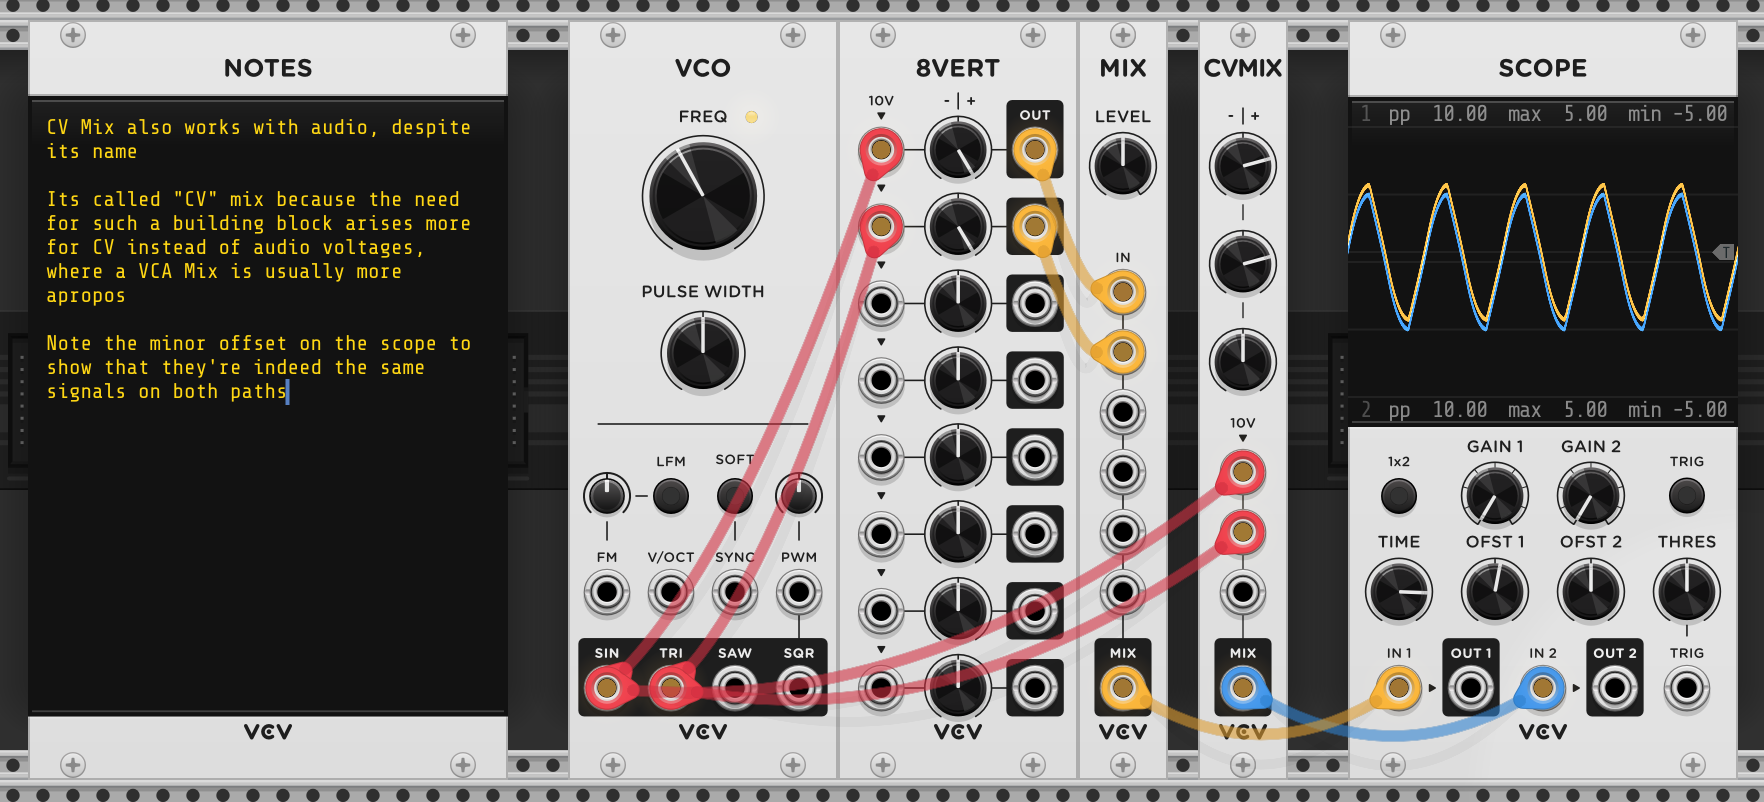 NOTES
CV Mix also works with audio, despite
its name
Its called "CV" mix because the need
for such a building block arises more
for CV instead of audio voltages,
where a VCA Mix is usually more
apropos
Note the minor offset on the scope to
show that they're indeed the same
signals on both paths
VCV
VCO
FREQ
PULSE WIDTH
LFM SOFT
FM V/OCT SYNC PWM
SIN TRI SAW SQR
VCV
8VERT
10V - | + OUT
VCV
MIX
LEVEL
IN
MIX
VCV
CVMIX
- | +
10V
MIX
VCV
SCOPE
1 pp 10.00 max 5.00 min -5.00
T
2 pp 10.00 max 5.00 min -5.00
1x2 GAIN 1 GAIN 2 TRIG
TIME OFST 1 OFST 2 THRES
IN 1 OUT 1 IN 2 OUT 2 TRIG
VCV